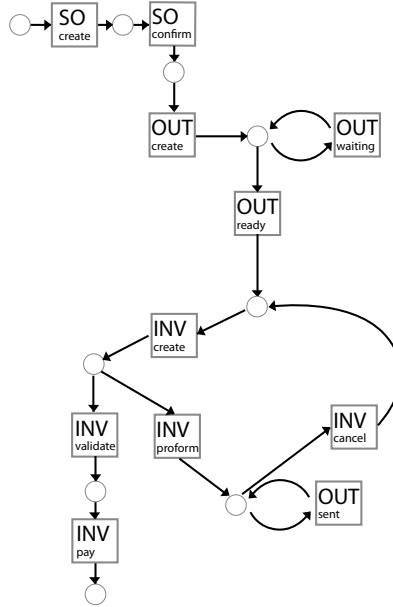 SO
create
SO
confirm
OUT
create
OUT
waiting
OUT
ready
INV
create
INV
validate
INV
proform
INV
cancel
OUT
sent
INV
pay